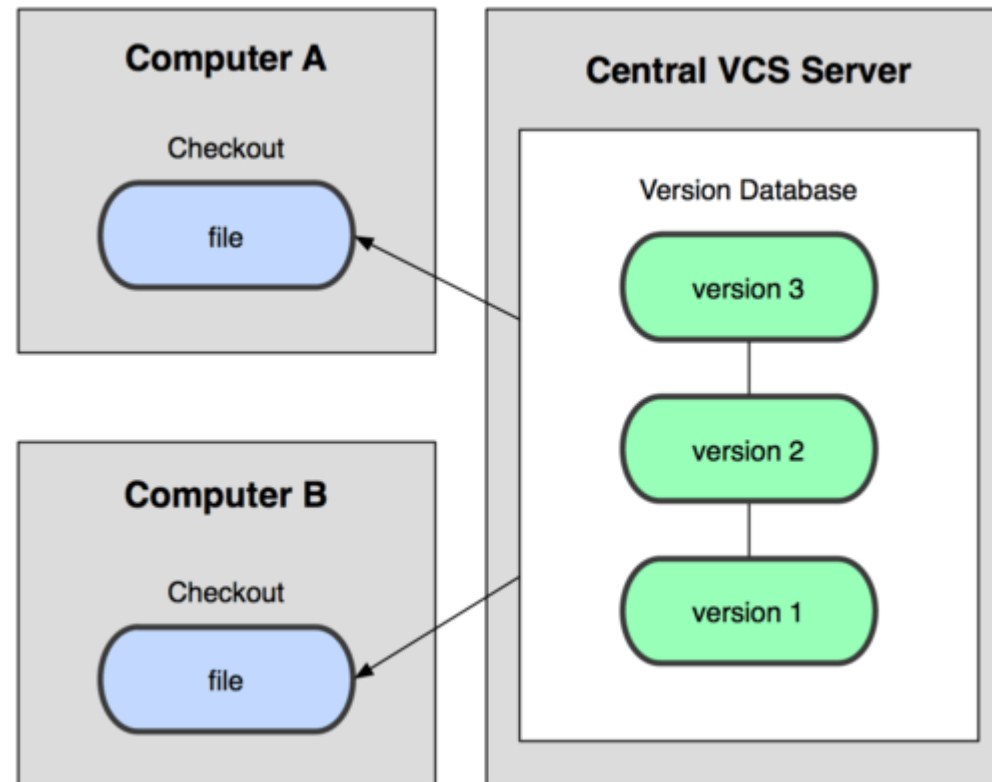 Computer A
Checkout
file
Computer B
Checkout
file
Central VCS Server
Version Database
version 3
version 2
version 1